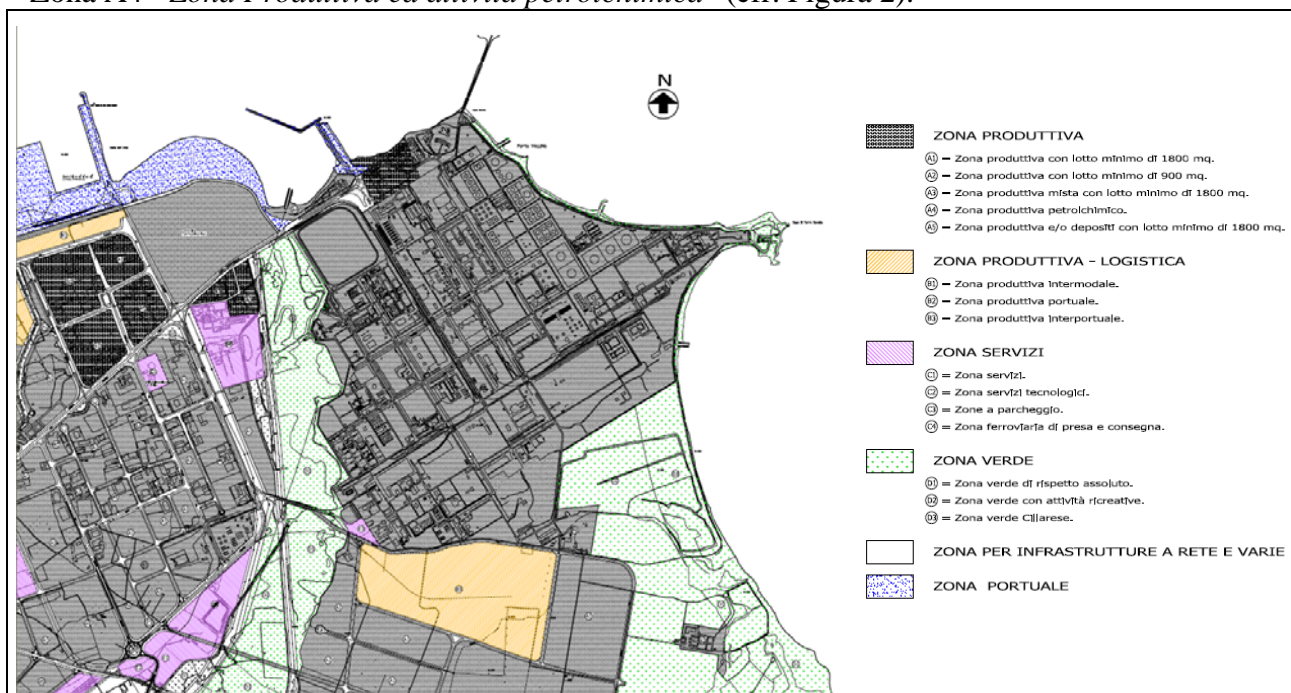 Zona A4 "Zona Produttiva ed attività petrolchimica" (cfr. Figura 2).
N
ZONA PRODUTTIVA
A1 – Zona produttiva con lotto minimo di 1800 mq.
A2 – Zona produttiva con lotto minimo di 900 mq.
A3 – Zona produttiva mista con lotto minimo di 1800 mq.
A4 – Zona produttiva petrolchimico.
A5 – Zona produttiva e/o depositi con lotto minimo di 1800 mq.
ZONA PRODUTTIVA - LOGISTICA
B1 – Zona produttiva intermodale.
B2 – Zona produttiva portuale.
B3 – Zona produttiva interportuale.
ZONA SERVIZI
C1 = Zona servizi.
C2 = Zona servizi tecnologici.
C3 = Zone a parcheggio.
C4 = Zona ferroviaria di presa e consegna.
ZONA VERDE
D1 = Zona verde di rispetto assoluto.
D2 = Zona verde con attività ricreative.
D3 = Zona verde Cillarese.
ZONA PER INFRASTRUTTURE A RETE E VARIE
ZONA PORTUALE